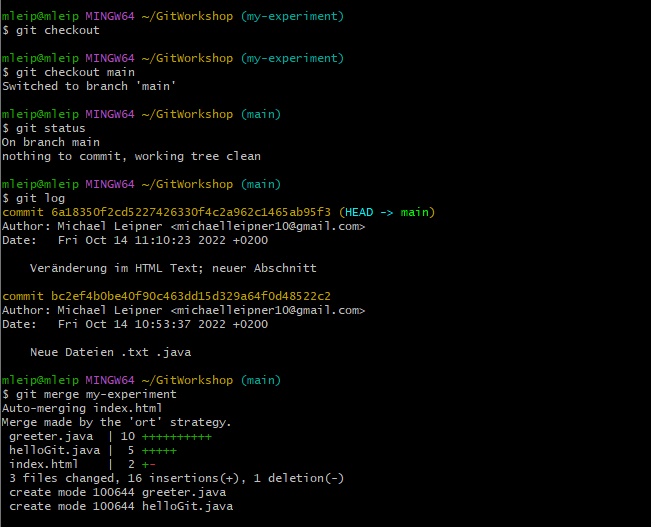 mleip@mleip MINGW64 ~/GitWorkshop (my-experiment)
$ git checkout
mleip@mleip MINGW64 ~/GitWorkshop (my-experiment)
$ git checkout main
Switched to branch 'main'
mleip@mleip MINGW64 ~/GitWorkshop (main)
$ git status
On branch main
nothing to commit, working tree clean
mleip@mleip MINGW64 ~/GitWorkshop (main)
$ git log
commit 6a18350f2cd5227426330f4c2a962c1465ab95f3 (HEAD -> main)
Author: Michael Leipner <michaelleipner10@gmail.com>
Date:   Fri Oct 14 11:10:23 2022 +0200
    Veränderung im HTML Text; neuer Abschnitt
commit bc2ef4b0be40f90c463dd15d329a64f0d48522c2
Author: Michael Leipner <michaelleipner10@gmail.com>
Date:   Fri Oct 14 10:53:37 2022 +0200
    Neue Dateien .txt .java
mleip@mleip MINGW64 ~/GitWorkshop (main)
$ git merge my-experiment
Auto-merging index.html
Merge made by the 'ort' strategy.
 greeter.java  | 10 ++++++++++
 helloGit.java |  5 +++++
 index.html    |  2 +-
 3 files changed, 16 insertions(+), 1 deletion(-)
 create mode 100644 greeter.java
 create mode 100644 helloGit.java